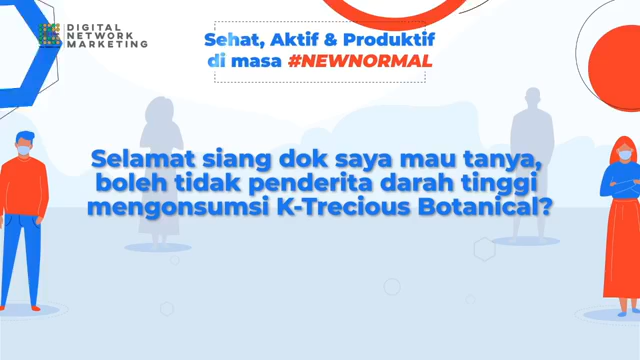 DIGITAL
NETWORK
MARKETING
Sehat, Aktif & Produktif
di masa #NEWNORMAL
Selamat siang dok saya mau tanya,
boleh tidak penderita darah tinggi
mengonsumsi K-Trecious Botanical?